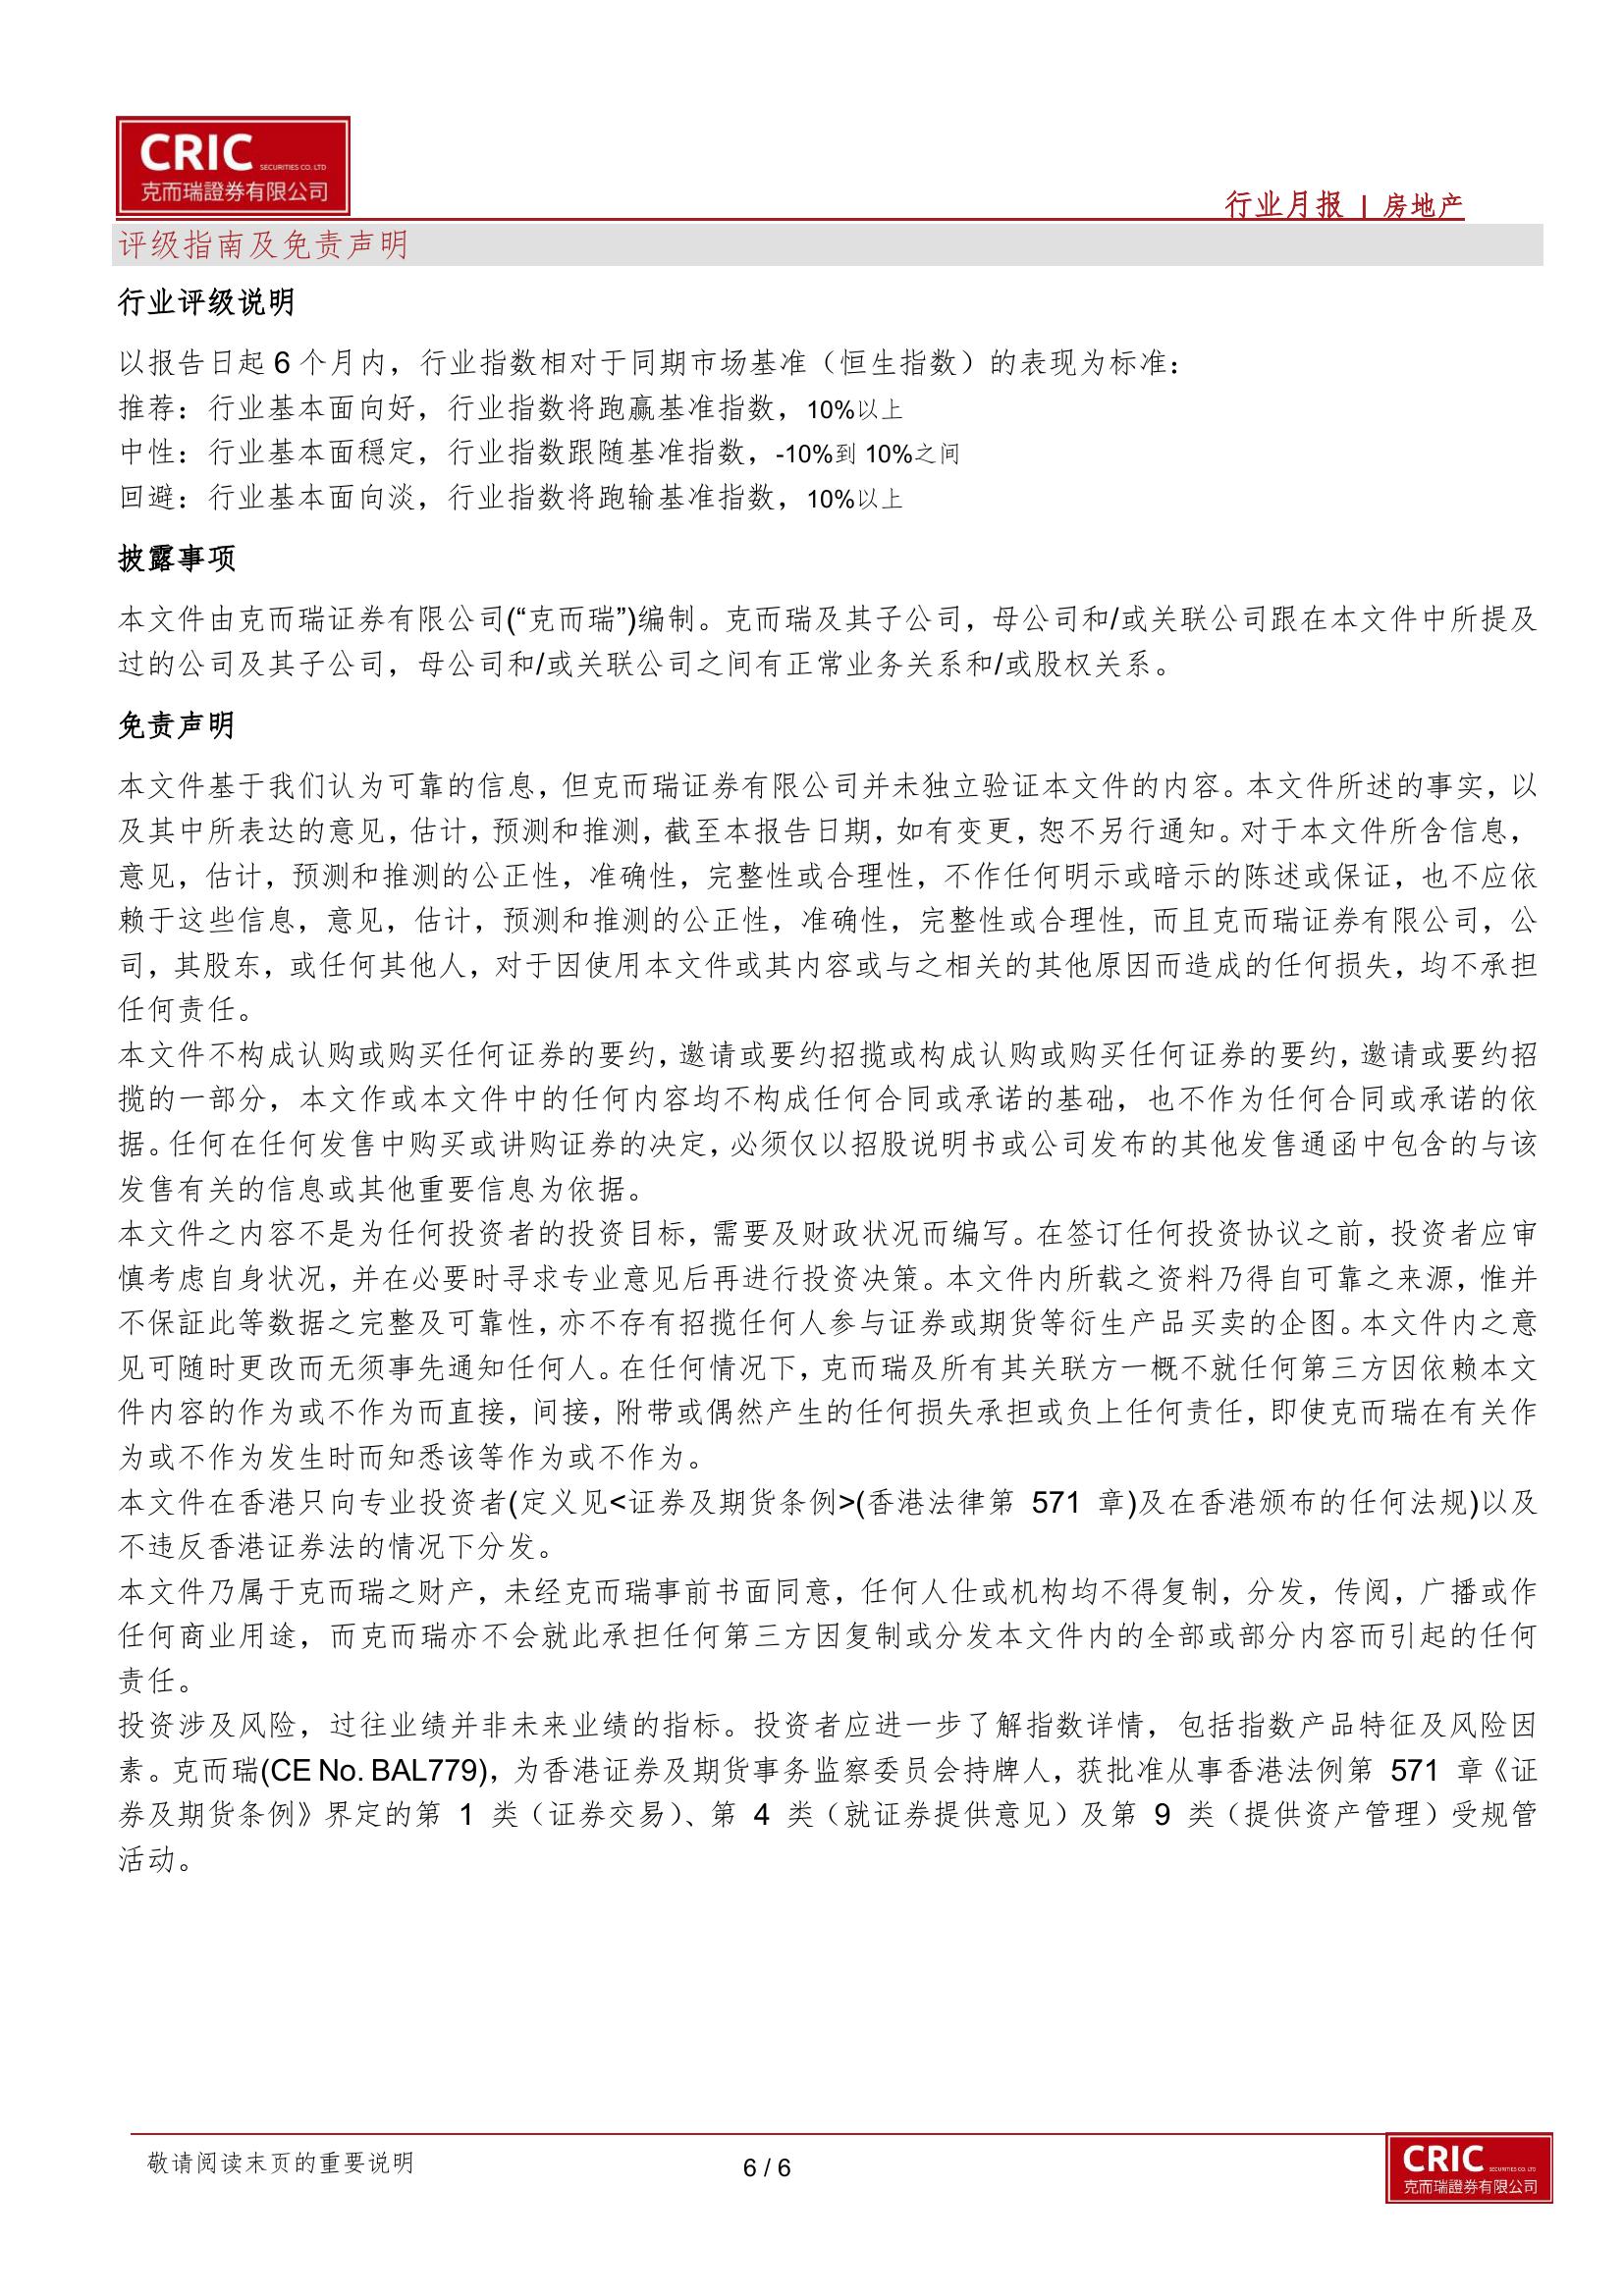 CRIC SECURITIES CO. LTD
克而瑞證券有限公司
行业月报 | 房地产
评级指南及免责声明
行业评级说明
以报告日起 6 个月内，行业指数相对于同期市场基准（恒生指数）的表现为标准：
推荐：行业基本面向好，行业指数将跑赢基准指数，10%以上
中性：行业基本面穩定，行业指数跟随基准指数，-10%到 10%之间
回避：行业基本面向淡，行业指数将跑输基准指数，10%以上
披露事项
本文件由克而瑞证券有限公司(“克而瑞”)编制。克而瑞及其子公司，母公司和/或关联公司跟在本文件中所提及
过的公司及其子公司，母公司和/或关联公司之间有正常业务关系和/或股权关系。
免责声明
本文件基于我们认为可靠的信息，但克而瑞证券有限公司并未独立验证本文件的内容。本文件所述的事实，以
及其中所表达的意见，估计，预测和推测，截至本报告日期，如有变更，恕不另行通知。对于本文件所含信息，
意见，估计，预测和推测的公正性，准确性，完整性或合理性，不作任何明示或暗示的陈述或保证，也不应依
赖于这些信息，意见，估计，预测和推测的公正性，准确性，完整性或合理性，而且克而瑞证券有限公司，公
司，其股东，或任何其他人，对于因使用本文件或其内容或与之相关的其他原因而造成的任何损失，均不承担
任何责任。
本文件不构成认购或购买任何证券的要约，邀请或要约招揽或构成认购或购买任何证券的要约，邀请或要约招
揽的一部分，本文作或本文件中的任何内容均不构成任何合同或承诺的基础，也不作为任何合同或承诺的依
据。任何在任何发售中购买或讲购证券的决定，必须仅以招股说明书或公司发布的其他发售通函中包含的与该
发售有关的信息或其他重要信息为依据。
本文件之内容不是为任何投资者的投资目标，需要及财政状况而编写。在签订任何投资协议之前，投资者应审
慎考虑自身状况，并在必要时寻求专业意见后再进行投资决策。本文件内所载之资料乃得自可靠之来源，惟并
不保証此等数据之完整及可靠性，亦不存有招揽任何人参与证券或期货等衍生产品买卖的企图。本文件内之意
见可随时更改而无须事先通知任何人。在任何情况下，克而瑞及所有其关联方一概不就任何第三方因依赖本文
件内容的作为或不作为而直接，间接，附带或偶然产生的任何损失承担或负上任何责任，即使克而瑞在有关作
为或不作为发生时而知悉该等作为或不作为。
本文件在香港只向专业投资者(定义见<证券及期货条例>(香港法律第 571 章)及在香港颁布的任何法规)以及
不违反香港证券法的情况下分发。
本文件乃属于克而瑞之财产，未经克而瑞事前书面同意，任何人仕或机构均不得复制，分发，传阅，广播或作
任何商业用途，而克而瑞亦不会就此承担任何第三方因复制或分发本文件内的全部或部分内容而引起的任何
责任。
投资涉及风险，过往业绩并非未来业绩的指标。投资者应进一步了解指数详情，包括指数产品特征及风险因
素。克而瑞(CE No. BAL779)，为香港证券及期货事务监察委员会持牌人，获批准从事香港法例第 571 章《证
券及期货条例》界定的第 1 类（证券交易）、第 4 类（就证券提供意见）及第 9 类（提供资产管理）受规管
活动。
敬请阅读末页的重要说明
6 / 6
CRIC SECURITIES CO. LTD
克而瑞證券有限公司